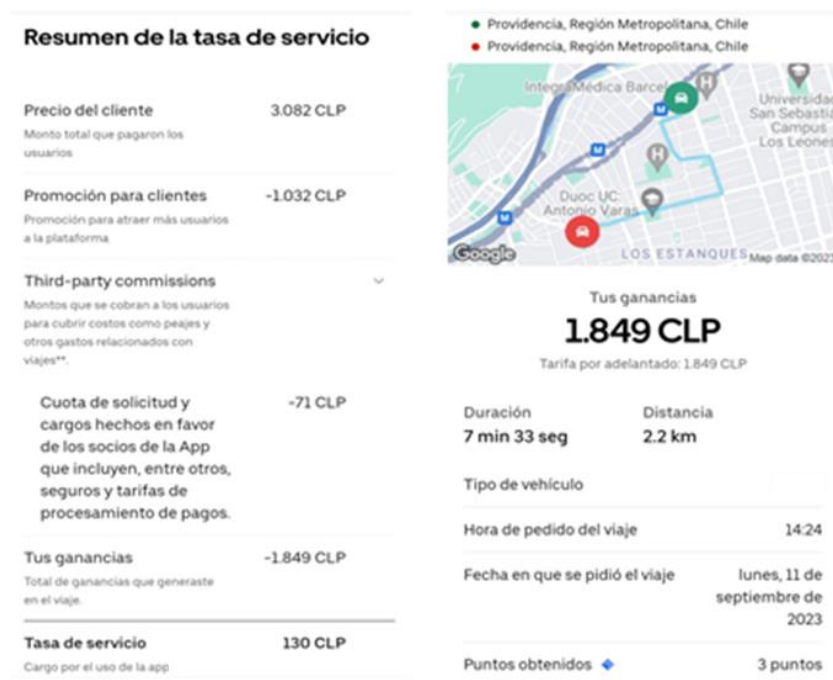 Resumen de la tasa de servicio
Precio del cliente 3.082 CLP
Monto total que pagaron los
usuarios
Promoción para clientes -1.032 CLP
Promoción para atraer más usuarios
a la plataforma
Third-party commissions
Montos que se cobran a los usuarios
para cubrir costos como peajes y
otros gastos relacionados con
viajes**.
Cuota de solicitud y -71 CLP
cargos hechos en favor
de los socios de la App
que incluyen, entre otros,
seguros y tarifas de
procesamiento de pagos.
Tus ganancias -1.849 CLP
Total de ganancias que generaste
en el viaje.
Tasa de servicio 130 CLP
Cargo por el uso de la app
Providencia, Región Metropolitana, Chile
Providencia, Región Metropolitana, Chile
IntegraMédica Barcel
H
Universidad
San Sebastiá
Campus
Los Leones
M
M
H
Duoc UC:
Antonio Varas
M
Google
LOS ESTANQUES
Map data ©2023
Tus ganancias
1.849 CLP
Tarifa por adelantado: 1.849 CLP
Duración Distancia
7 min 33 seg 2.2 km
Tipo de vehículo
Hora de pedido del viaje 14:24
Fecha en que se pidió el viaje lunes, 11 de
septiembre de
2023
Puntos obtenidos 3 puntos